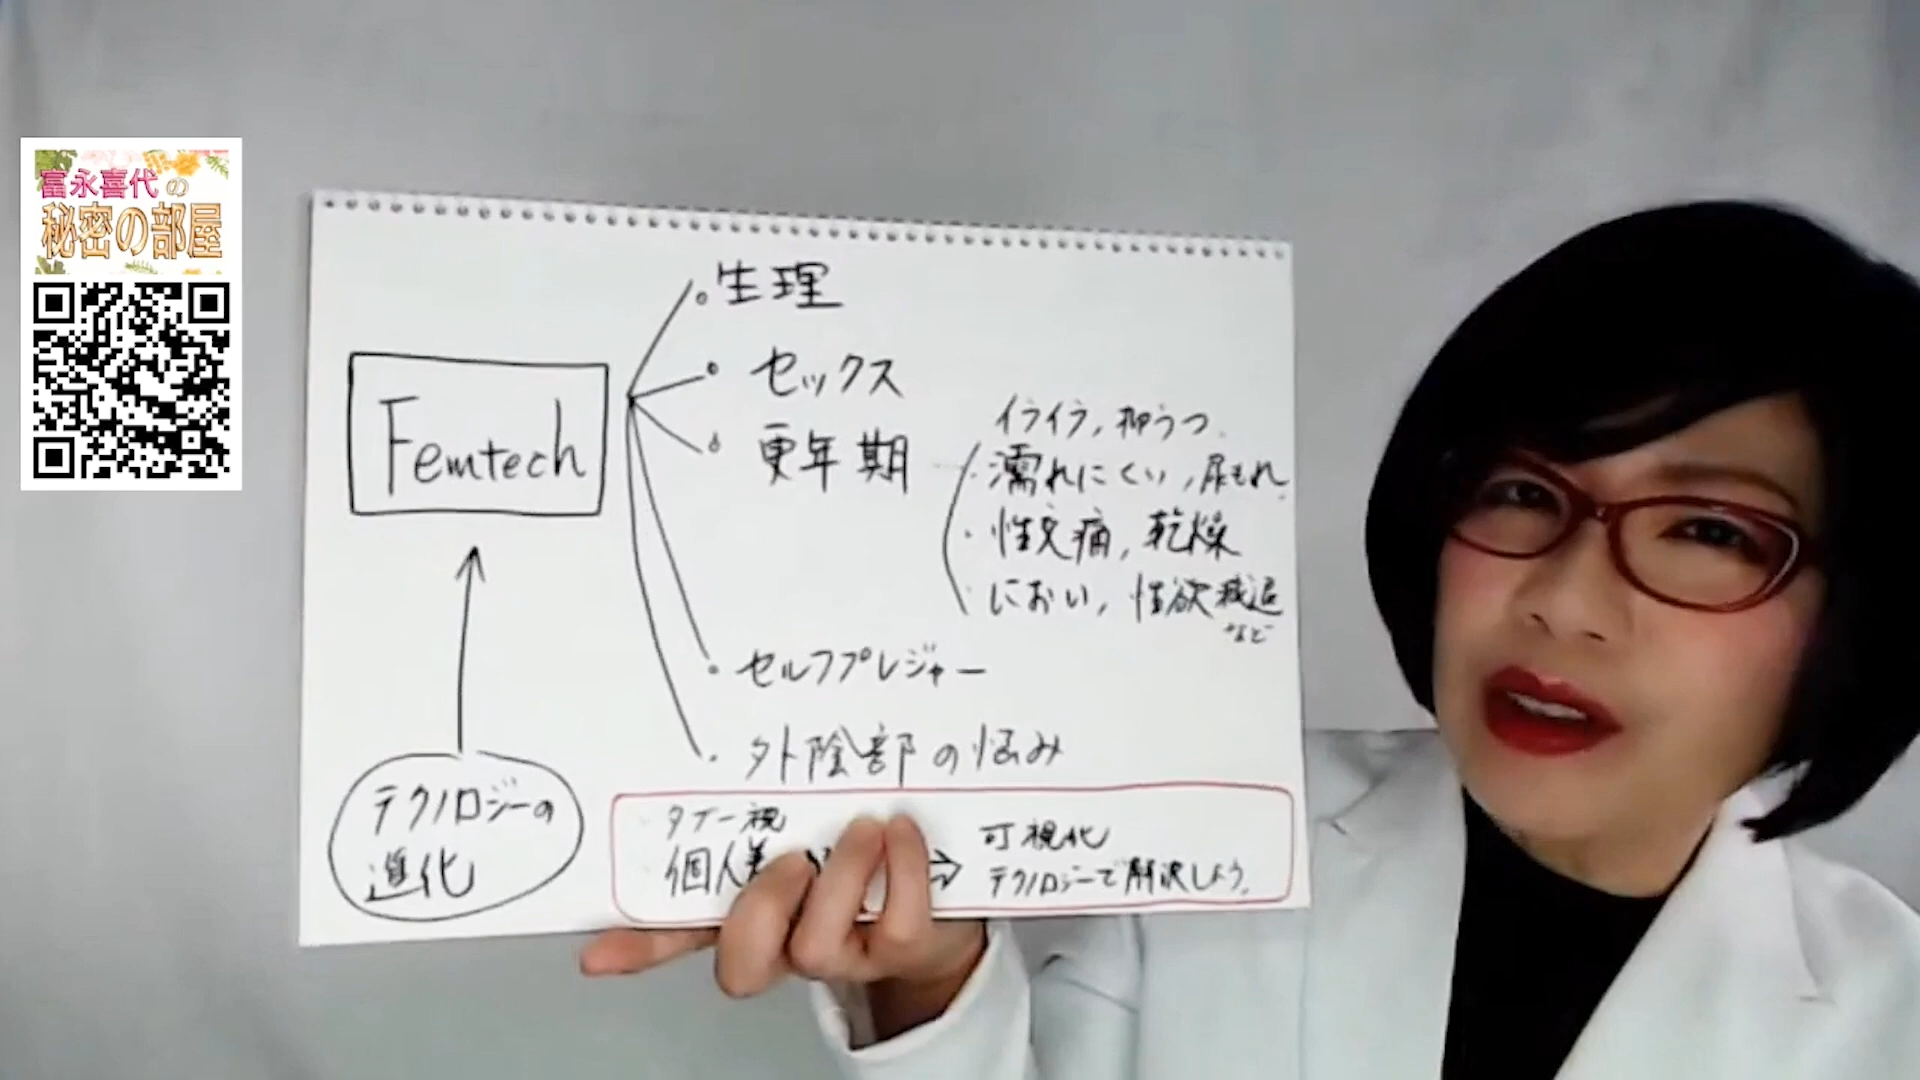 富永喜代の
秘密の部屋
生理
セックス
更年期
イライラ,抑うつ
濡れにくい,尿もれ
性交痛,乾燥
におい,性欲減退
など
Femtech
セルフプレジャー
外陰部の悩み
テクノロジーの
進化
タブー視
個人差
⇒
可視化
テクノロジーで解決しよう。